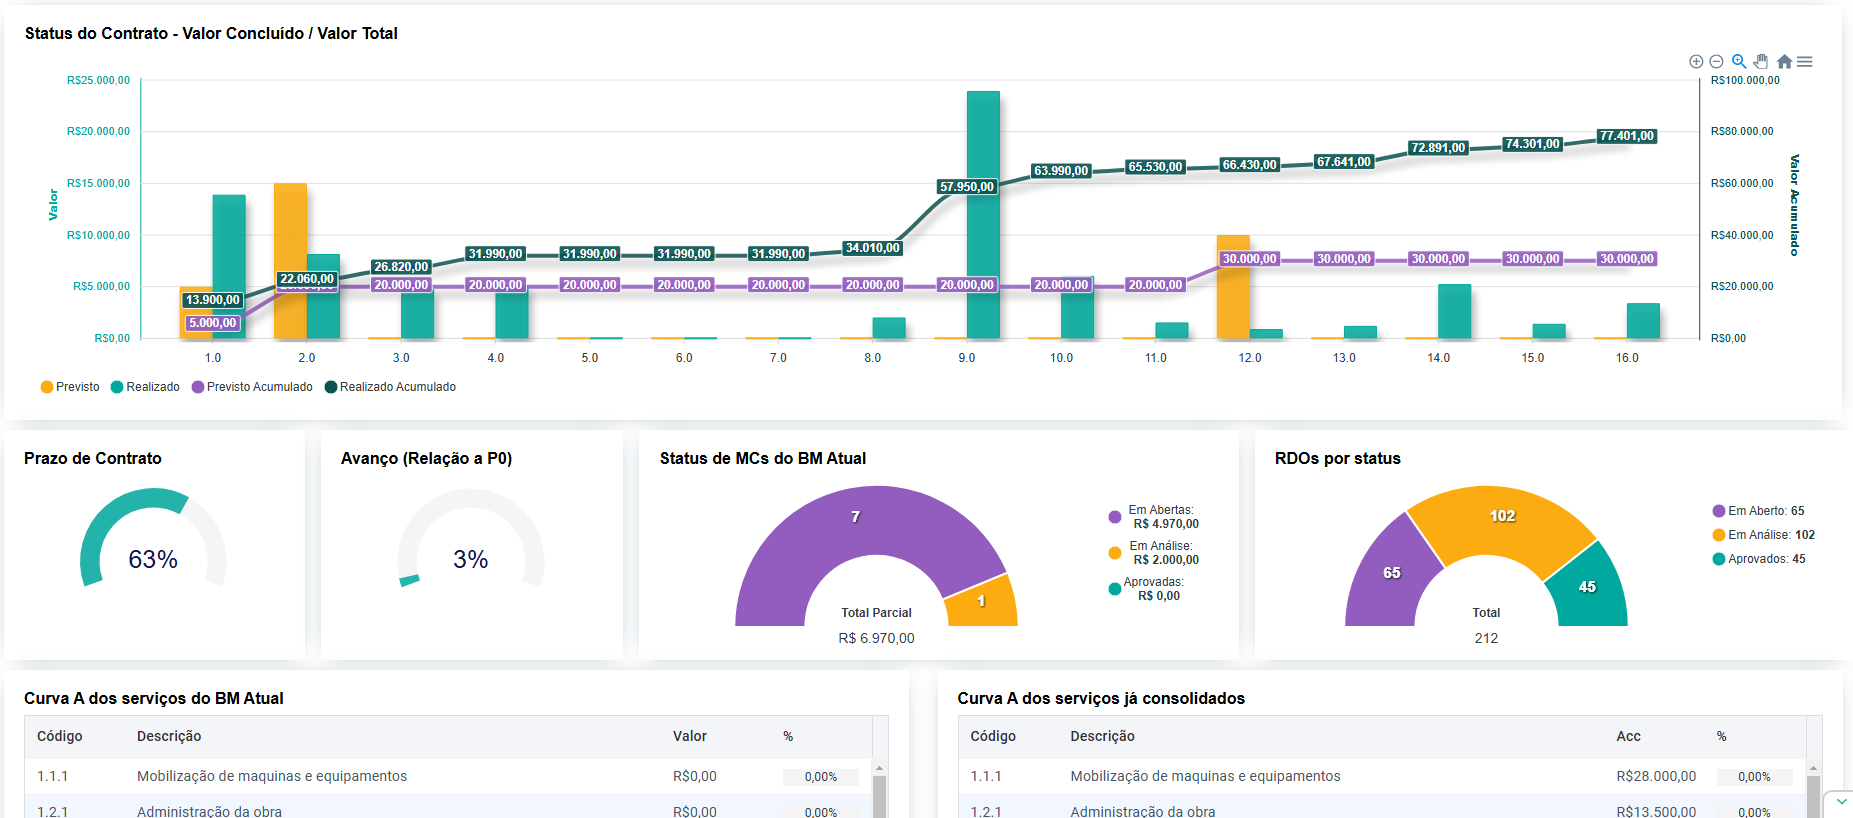 Status do Contrato - Valor Concluído / Valor Total
R$25.000,00
R$20.000,00
R$15.000,00
R$10.000,00
R$5.000,00
R$0,00
Valor
R$100.000,00
R$80.000,00
R$60.000,00
R$40.000,00
R$20.000,00
R$0,00
Valor Acumulado
13.900,00
22.060,00
26.820,00
31.990,00
31.990,00
31.990,00
31.990,00
34.010,00
57.950,00
63.990,00
65.530,00
66.430,00
67.641,00
72.891,00
74.301,00
77.401,00
5.000,00
20.000,00
20.000,00
20.000,00
20.000,00
20.000,00
20.000,00
20.000,00
20.000,00
20.000,00
30.000,00
30.000,00
30.000,00
30.000,00
30.000,00
1.0 2.0 3.0 4.0 5.0 6.0 7.0 8.0 9.0 10.0 11.0 12.0 13.0 14.0 15.0 16.0
Previsto Realizado Previsto Acumulado Realizado Acumulado
Prazo de Contrato
63%
Avanço (Relação a P0)
3%
Status de MCs do BM Atual
7
1
Total Parcial
R$ 6.970,00
Em Abertas:
R$ 4.970,00
Em Análise:
R$ 2.000,00
Aprovadas:
R$ 0,00
RDOs por status
65
102
45
Total
212
Em Aberto: 65
Em Análise: 102
Aprovados: 45
Curva A dos serviços do BM Atual
Código Descrição Valor %
1.1.1 Mobilização de maquinas e equipamentos R$0,00 0,00%
1.2.1 Administração da obra R$0,00 0,00%
Curva A dos serviços já consolidados
Código Descrição Acc %
1.1.1 Mobilização de maquinas e equipamentos R$28.000,00 0,00%
1.2.1 Administração da obra R$13.500,00 0,00%